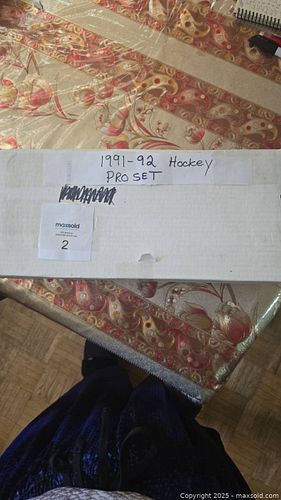 1991-92 Hockey
PRO SET
maxsold
2
Copyright 2025 - maxsold.com